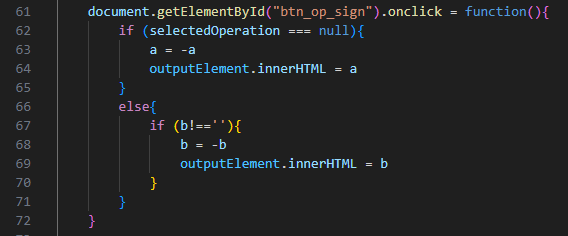 61 document.getElementById("btn_op_sign").onclick = function(){
62 if (selectedOperation === null){
63 a = -a
64 outputElement.innerHTML = a
65 }
66 else{
67 if (b!==''){
68 b = -b
69 outputElement.innerHTML = b
70 }
71 }
72 }